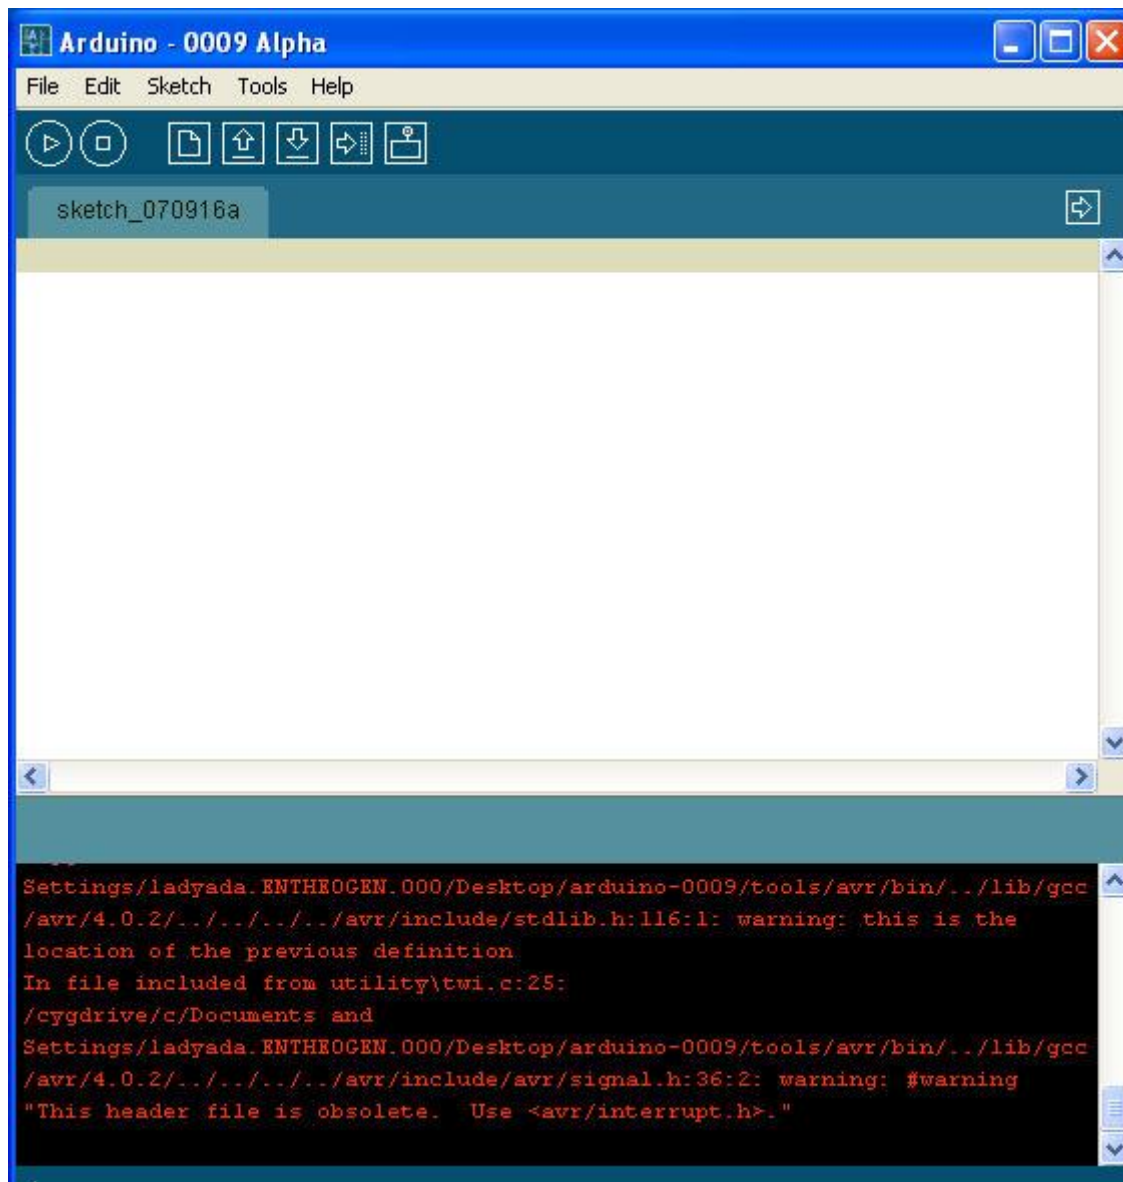 Arduino - 0009 Alpha
File Edit Sketch Tools Help
sketch_070916a
Settings/ladyada.ENTHEOGEN.000/Desktop/arduino-0009/tools/avr/bin/../lib/gcc
/avr/4.0.2/../../../../avr/include/stdlib.h:116:1: warning: this is the
location of the previous definition
In file included from utility\twi.c:25:
/cygdrive/c/Documents and
Settings/ladyada.ENTHEOGEN.000/Desktop/arduino-0009/tools/avr/bin/../lib/gcc
/avr/4.0.2/../../../../avr/include/avr/signal.h:36:2: warning: #warning
"This header file is obsolete.  Use <avr/interrupt.h>."